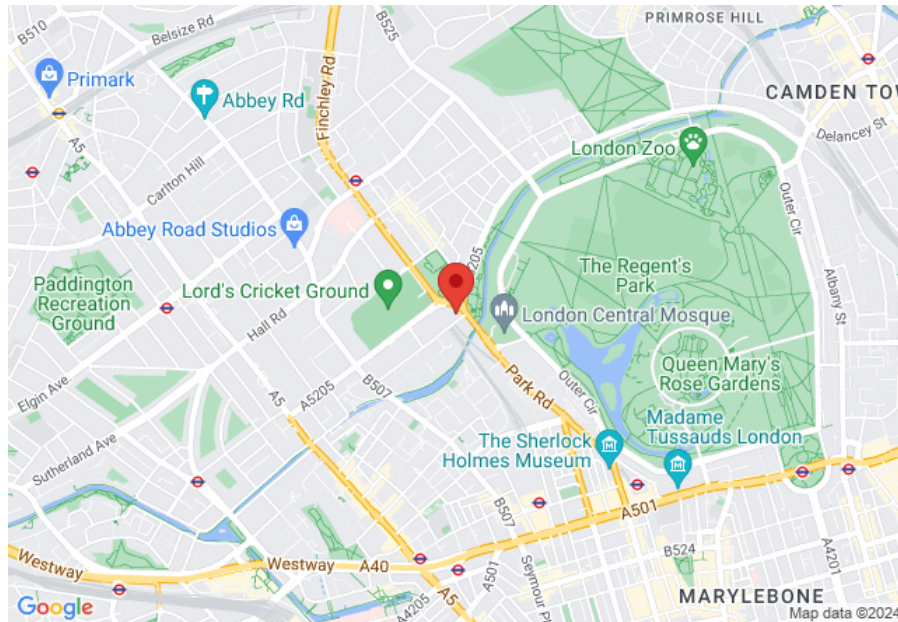 PRIMROSE HILL
B510
Belsize Rd
B525
Primark
Abbey Rd
Finchley Rd
CAMDEN TOW
Delancey St
A5
London Zoo
Carlton Hill
Outer Cir
Abbey Road Studios
A5205
Paddington
Recreation
Ground
Lord's Cricket Ground
The Regent's
Park
Albany St
Hall Rd
London Central Mosque
Queen Mary's
Rose Gardens
Elgin Ave
A5
A5205
B507
Park Rd
Outer Cir
Sutherland Ave
The Sherlock
Holmes Museum
Madame
Tussauds London
B507
A501
Westway
Westway
A40
A501
Seymour Pl
B524
A4201
A4205
A5
MARYLEBONE
Google
Map data ©2024